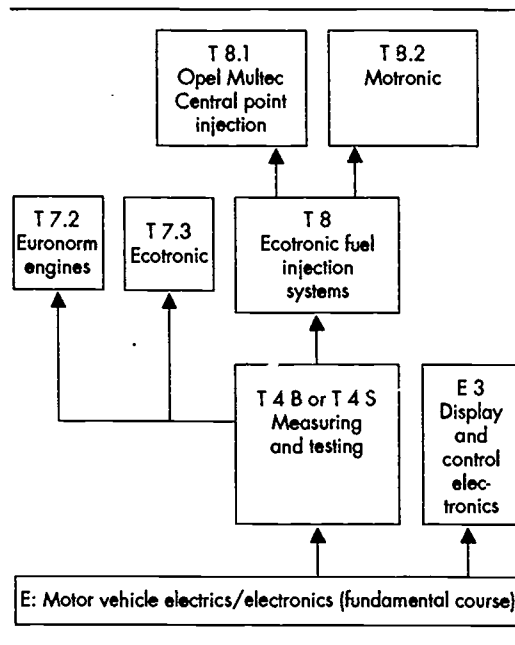 T 8.1
Opel Multec
Central point
injection
T 8.2
Motronic
T 7.2
Euronorm
engines
T 7.3
Ecotronic
T 8
Ecotronic fuel
injection
systems
T 4 B or T 4 S
Measuring
and testing
E 3
Display
and
control
elec-
tronics
E: Motor vehicle electrics/electronics (fundamental course)